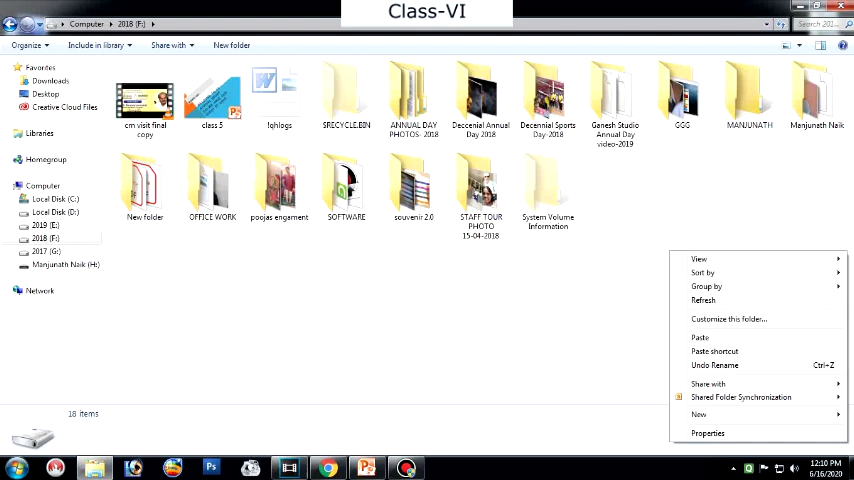 Class-VI
Computer
2018 (F:)
Search 201...
Organize
Include in library
Share with
New folder
Favorites
Downloads
Desktop
Creative Cloud Files
Libraries
Homegroup
Computer
Local Disk (C:)
Local Disk (D:)
2019 (E:)
2018 (F:)
2017 (G:)
Manjunath Naik (H:)
Network
cm visit final
copy
class 5
!qhlogs
$RECYCLE.BIN
ANNUAL DAY
PHOTOS- 2018
Deccenial Annual
Day 2018
Decennial Sports
Day-2018
Ganesh Studio
Annual Day
video-2019
GGG
MANJUNATH
Manjunath Naik
New folder
OFFICE WORK
poojas engament
SOFTWARE
souvenir 2.0
STAFF TOUR
PHOTO
15-04-2018
System Volume
Information
View
Sort by
Group by
Refresh
Customize this folder...
Paste
Paste shortcut
Undo Rename Ctrl+Z
Share with
Shared Folder Synchronization
New
Properties
18 items
12:10 PM
6/16/2020